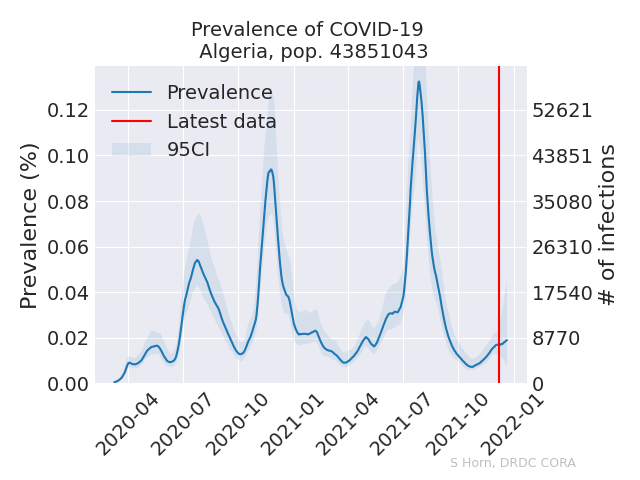 Prevalence of COVID-19
Algeria, pop. 43851043
Prevalence
Latest data
95CI
Prevalence (%)
0.12
0.10
0.08
0.06
0.04
0.02
0.00
52621
43851
35080
26310
17540
8770
0
# of infections
2020-04
2020-07
2020-10
2021-01
2021-04
2021-07
2021-10
2022-01
S Horn, DRDC CORA